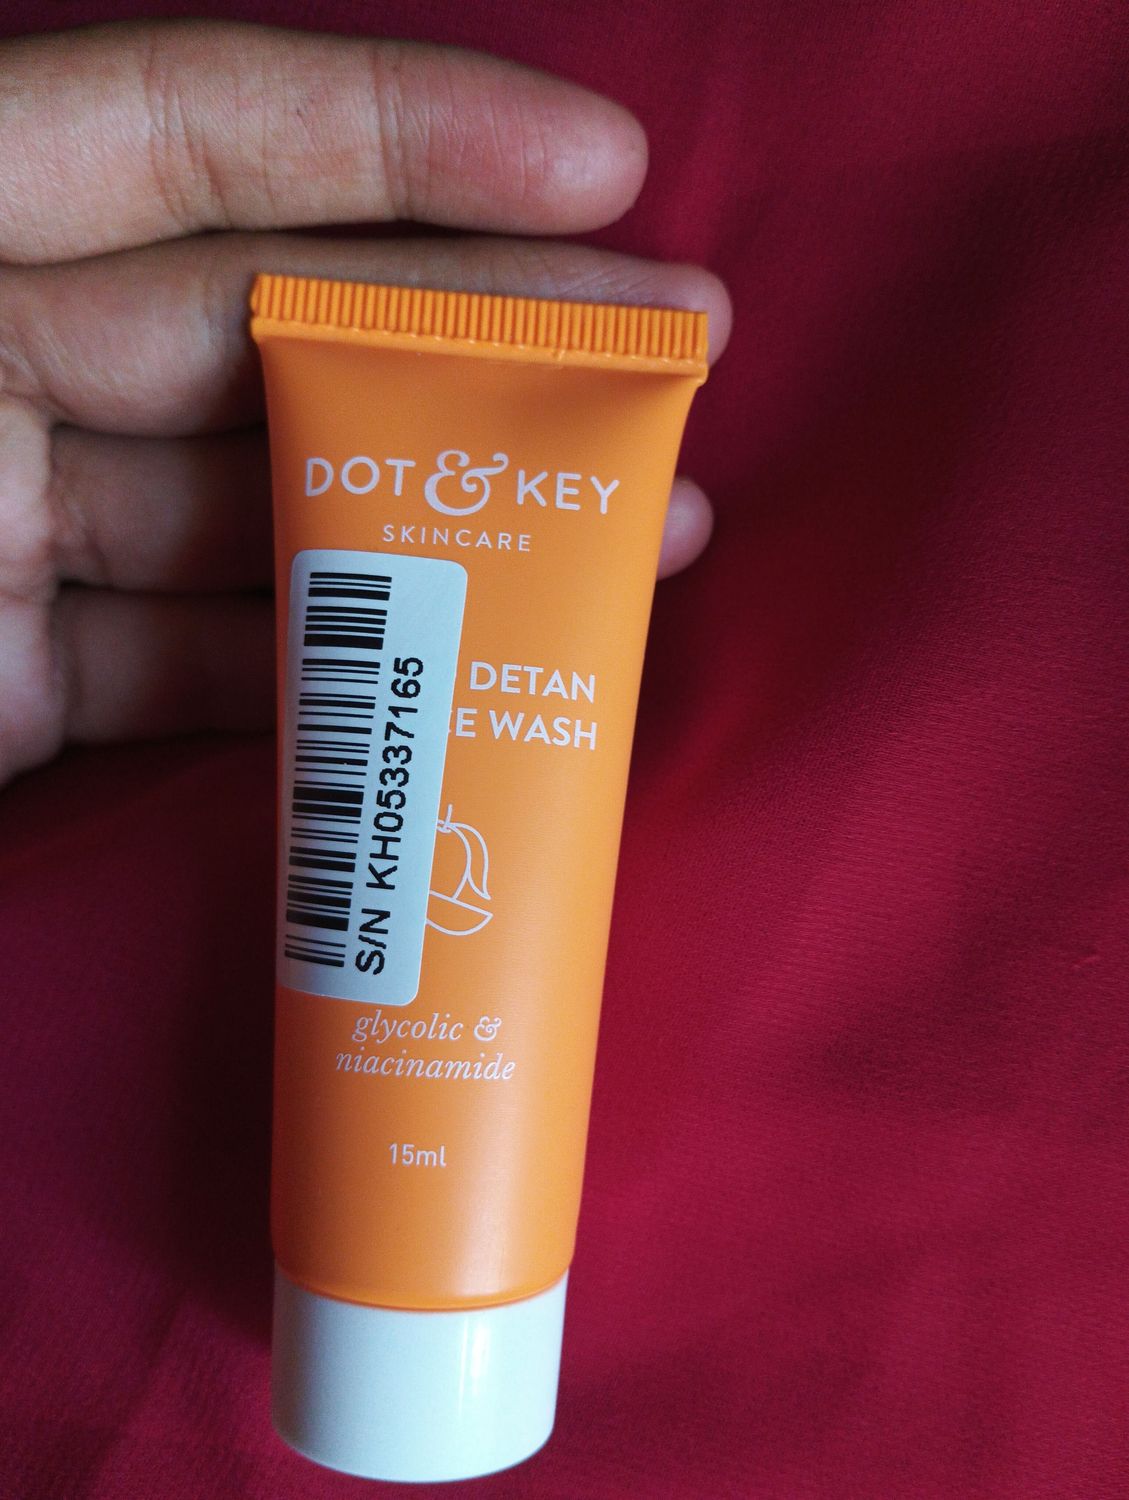 DOT & KEY
SKINCARE
S/N KH05337165
DETAN
WASH
glycolic &
niacinamide
15ml